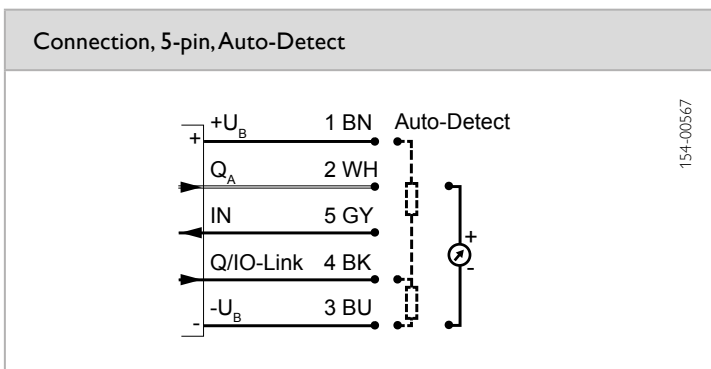 Connection, 5-pin, Auto-Detect
+U_B 1 BN Auto-Detect
+
Q_A 2 WH
IN 5 GY
+
Q/IO-Link 4 BK
-
-U_B 3 BU
-
154-00567